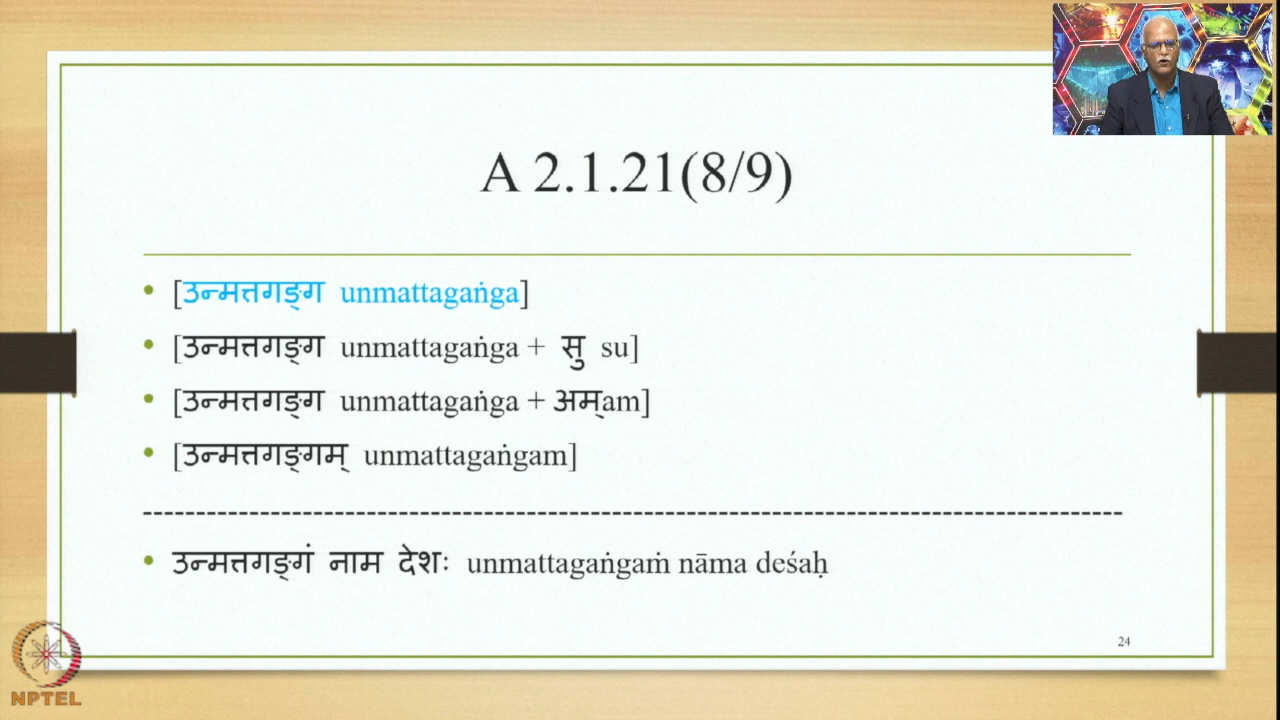 A 2.1.21(8/9)
• [उन्मत्तगङ्ग unmattagaṅga]
• [उन्मत्तगङ्ग unmattagaṅga + सु su]
• [उन्मत्तगङ्ग unmattagaṅga + अम्am]
• [उन्मत्तगङ्गम् unmattagaṅgam]
--------------------------------------------------------------------------------
• उन्मत्तगङ्गं नाम देशः unmattagaṅgaṁ nāma deśaḥ
24
NPTEL